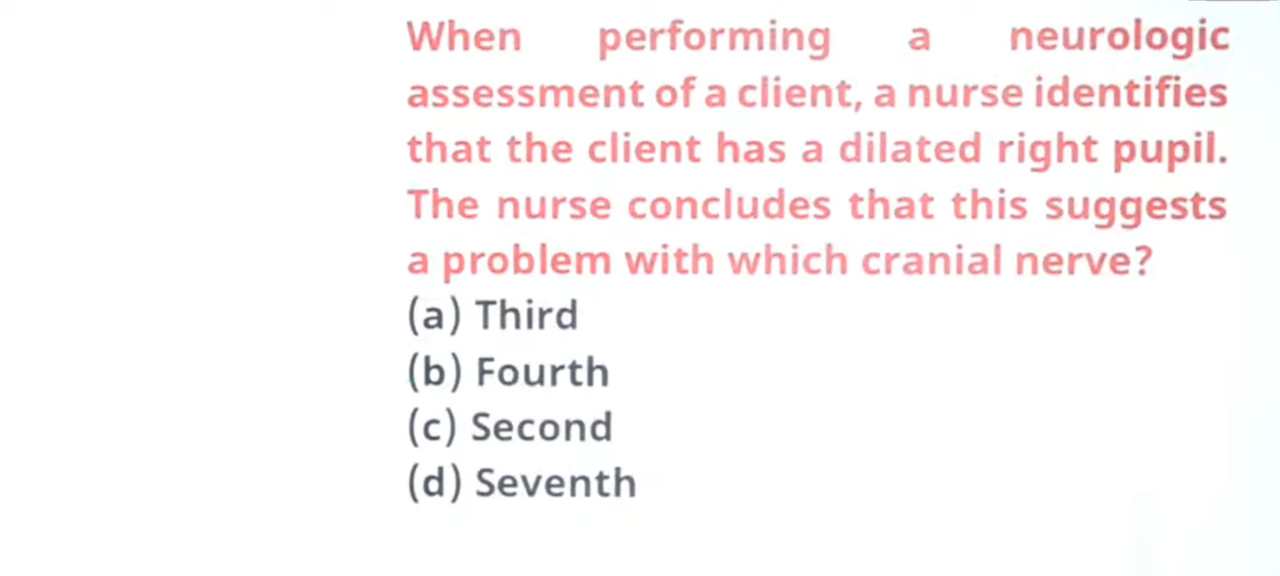 When performing a neurologic
assessment of a client, a nurse identifies
that the client has a dilated right pupil.
The nurse concludes that this suggests
a problem with which cranial nerve?
(a) Third
(b) Fourth
(c) Second
(d) Seventh